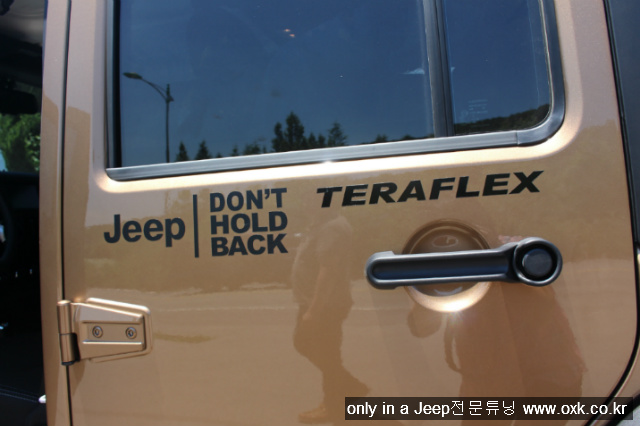 Jeep
DON'T
HOLD
BACK
TERAFLEX
only in a Jeep전문튜닝 www.oxk.co.kr